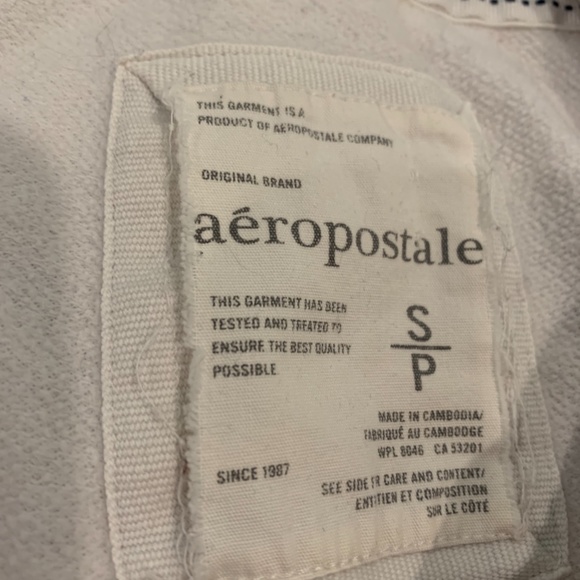 THIS GARMENT IS A
PRODUCT OF AEROPOSTALE COMPANY
ORIGINAL BRAND
aéropostale
THIS GARMENT HAS BEEN
TESTED AND TREATED TO
ENSURE THE BEST QUALITY
POSSIBLE
S
P
MADE IN CAMBODIA/
FABRIQUÉ AU CAMBODGE
WPL 8046 CA 53201
SINCE 1987
SEE SIDE FR CARE AND CONTENT/
ENTITIEN ET COMPOSITION
SUR LE CÔTÉ